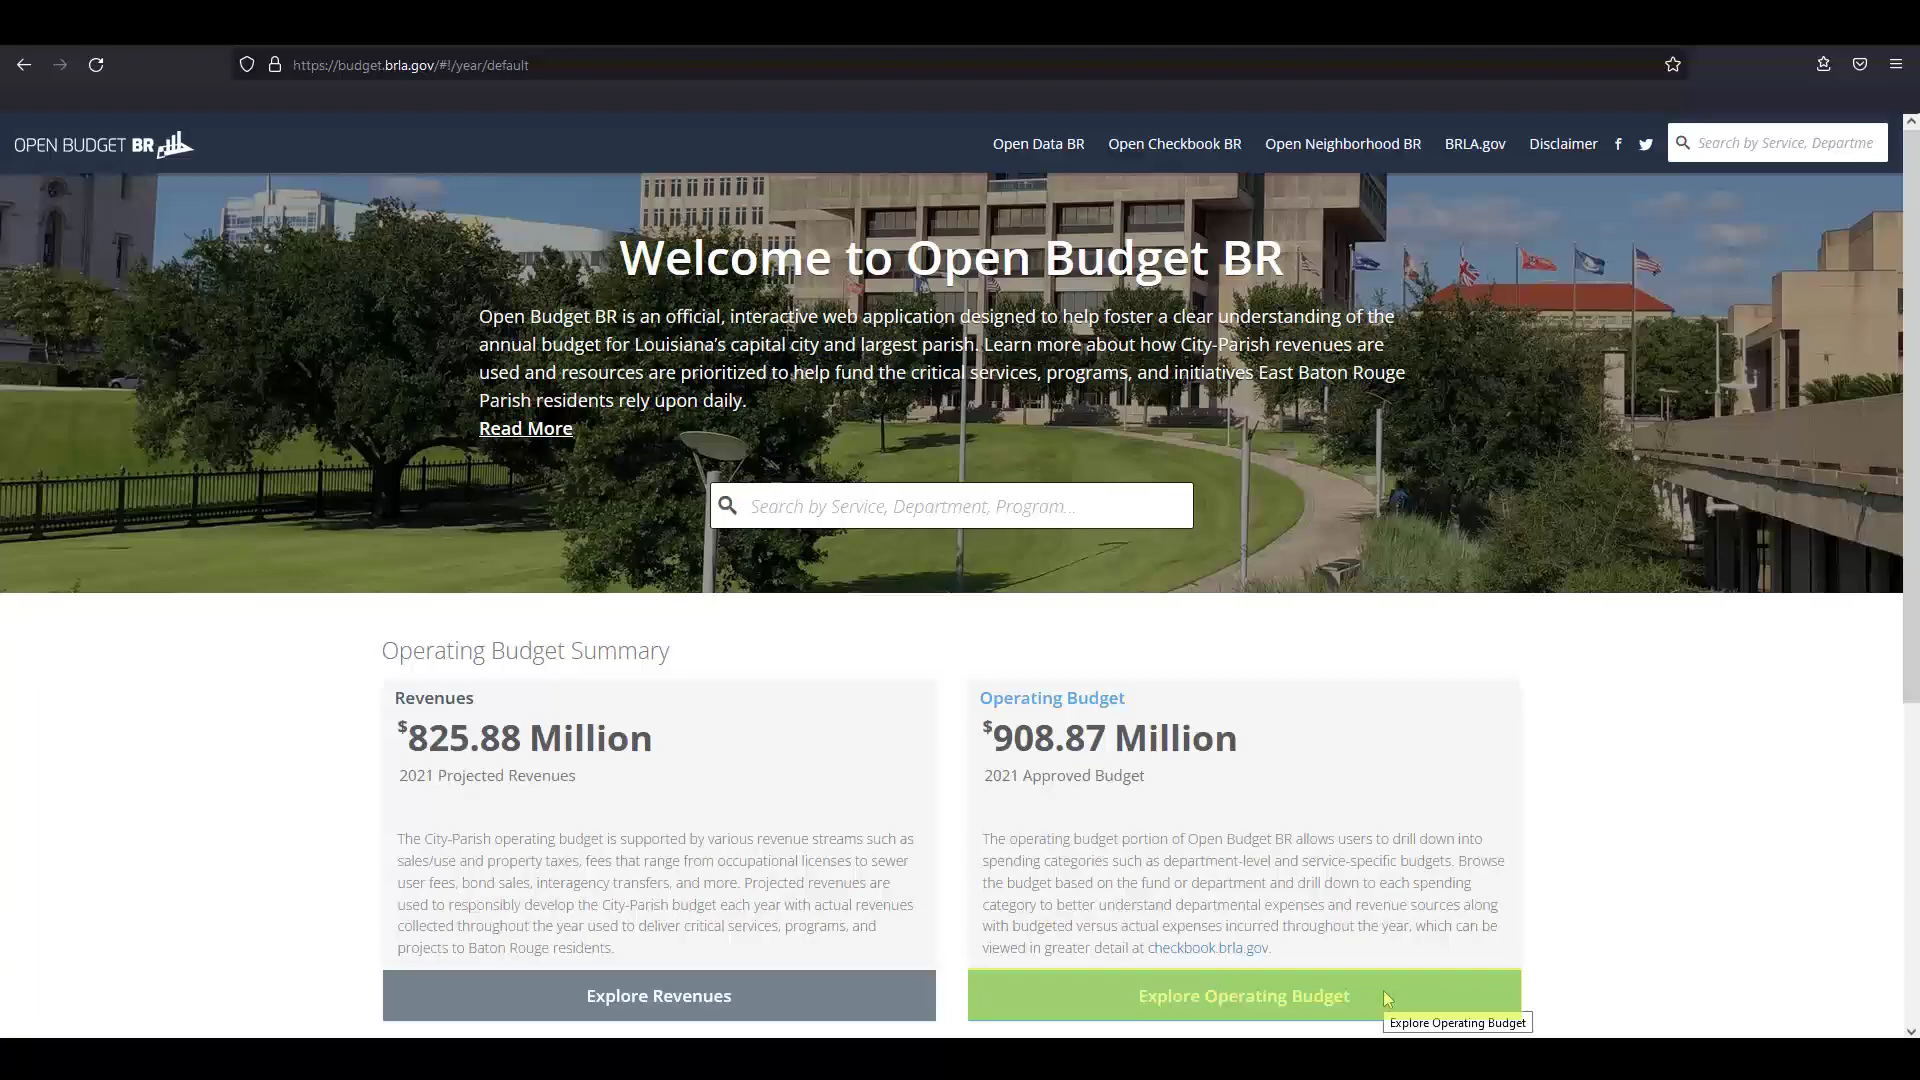 https://budget.brla.gov/#!/year/default
OPEN BUDGET BR
Open Data BR
Open Checkbook BR
Open Neighborhood BR
BRLA.gov
Disclaimer
Search by Service, Departme
Welcome to Open Budget BR
Open Budget BR is an official, interactive web application designed to help foster a clear understanding of the
annual budget for Louisiana's capital city and largest parish. Learn more about how City-Parish revenues are
used and resources are prioritized to help fund the critical services, programs, and initiatives East Baton Rouge
Parish residents rely upon daily.
Read More
Search by Service, Department, Program...
Operating Budget Summary
Revenues
$825.88 Million
2021 Projected Revenues
The City-Parish operating budget is supported by various revenue streams such as
sales/use and property taxes, fees that range from occupational licenses to sewer
user fees, bond sales, interagency transfers, and more. Projected revenues are
used to responsibly develop the City-Parish budget each year with actual revenues
collected throughout the year used to deliver critical services, programs, and
projects to Baton Rouge residents.
Explore Revenues
Operating Budget
$908.87 Million
2021 Approved Budget
The operating budget portion of Open Budget BR allows users to drill down into
spending categories such as department-level and service-specific budgets. Browse
the budget based on the fund or department and drill down to each spending
category to better understand departmental expenses and revenue sources along
with budgeted versus actual expenses incurred throughout the year, which can be
viewed in greater detail at checkbook.brla.gov.
Explore Operating Budget
Explore Operating Budget